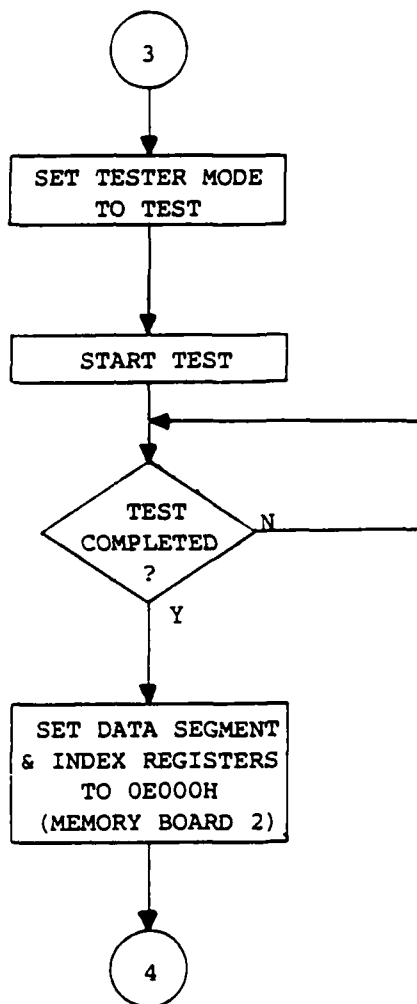 3
SET TESTER MODE
TO TEST
START TEST
TEST
COMPLETED
?
N
Y
SET DATA SEGMENT
& INDEX REGISTERS
TO 0E000H
(MEMORY BOARD 2)
4